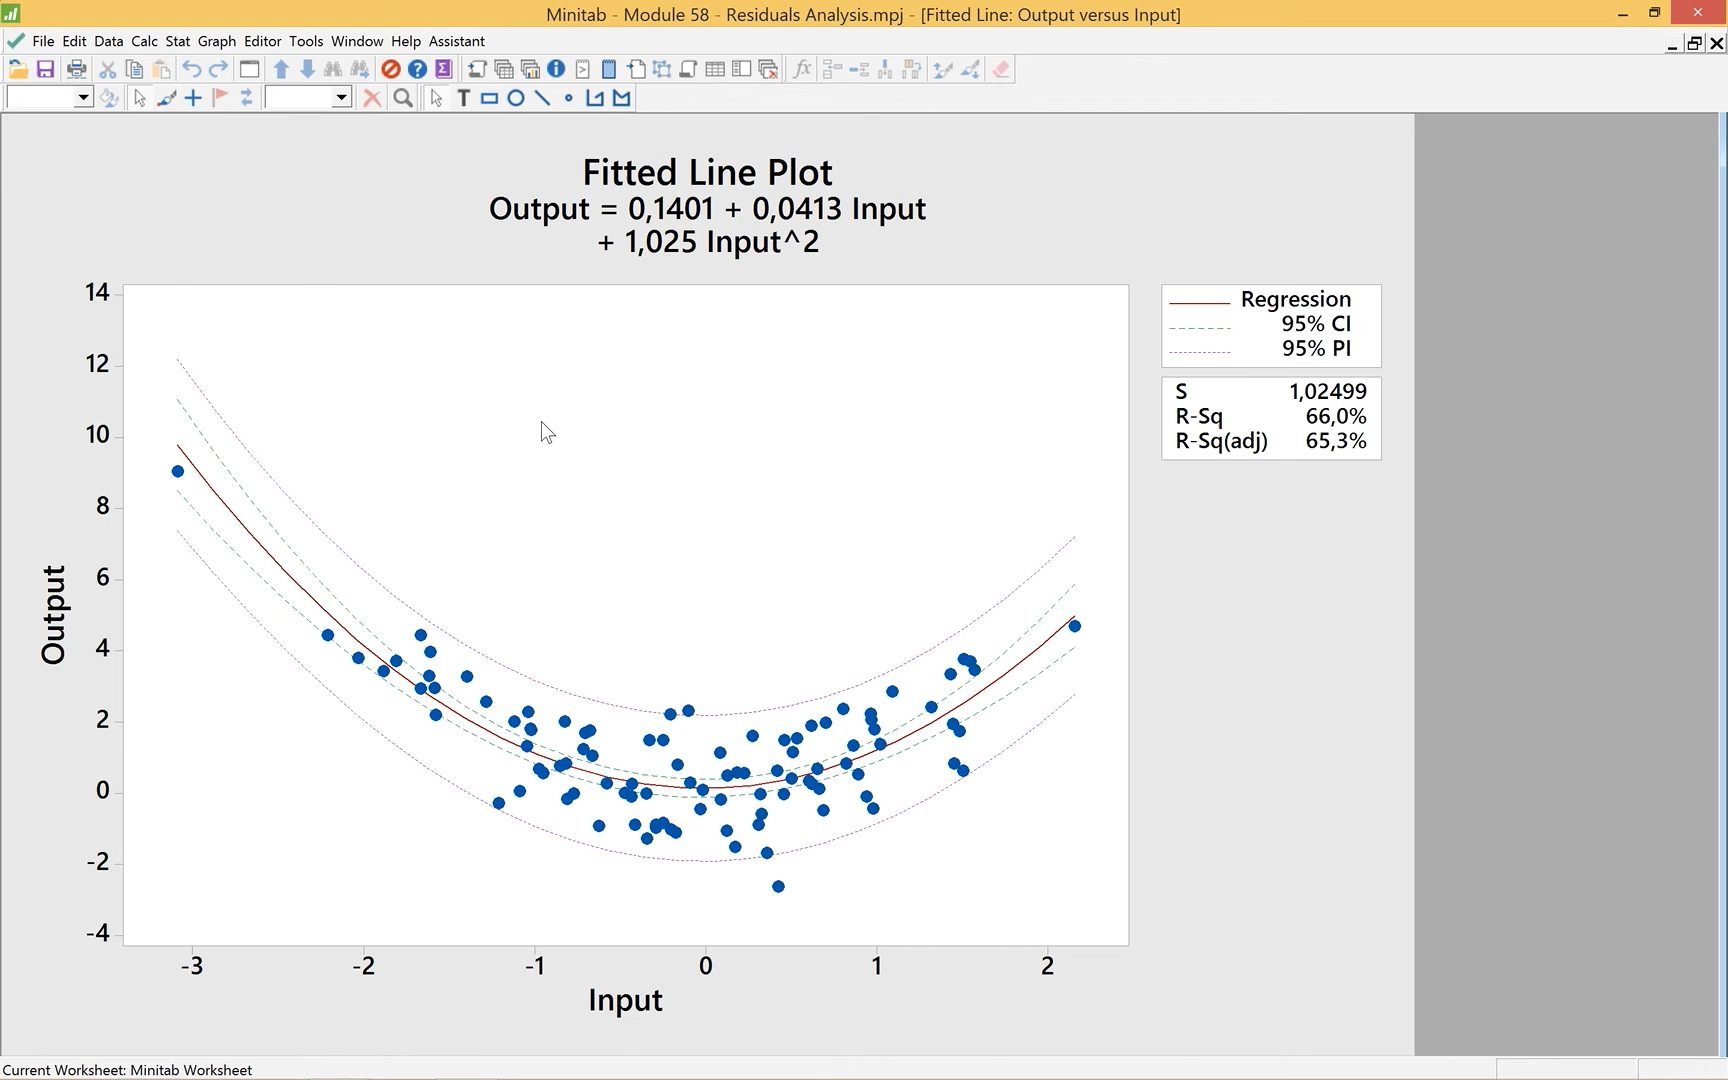 Minitab - Module 58 - Residuals Analysis.mpj - [Fitted Line: Output versus Input]
File Edit Data Calc Stat Graph Editor Tools Window Help Assistant
Fitted Line Plot
Output = 0,1401 + 0,0413 Input
+ 1,025 Input^2
14
12
10
8
6
4
2
0
-2
-4
Output
-3 -2 -1 0 1 2
Input
Regression
95% CI
95% PI
S 1,02499
R-Sq 66,0%
R-Sq(adj) 65,3%
Current Worksheet: Minitab Worksheet